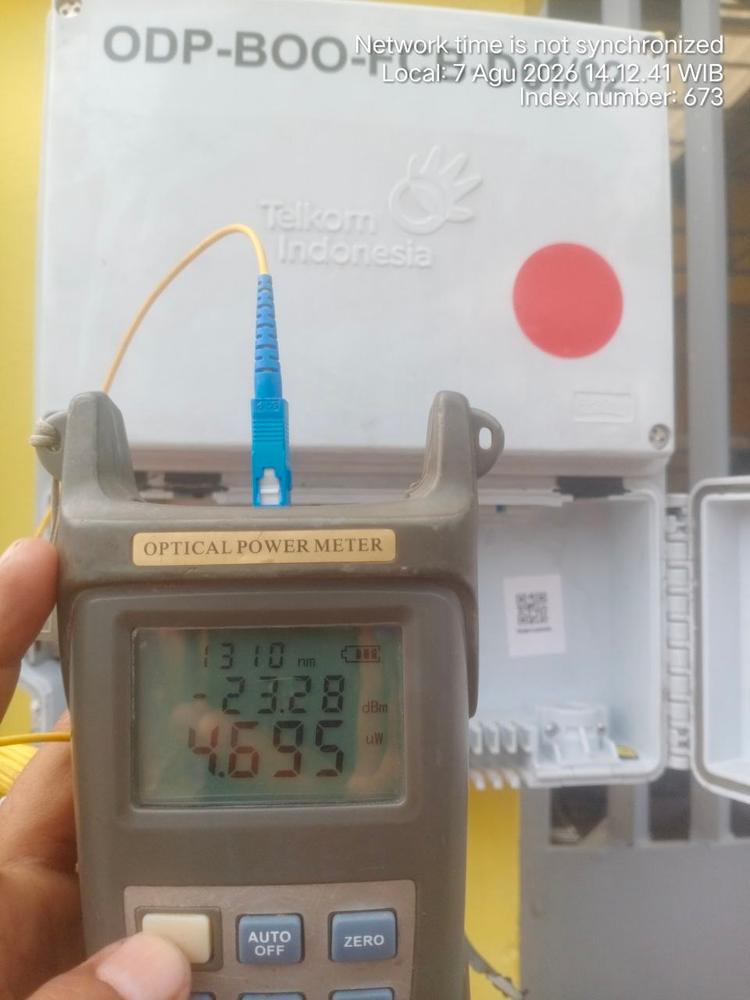 Network time is not synchronized
Local: 7 Agu 2026 14.12.41 WIB
Index number: 673
ODP-BOO-
Telkom
Indonesia
OPTICAL POWER METER
1310 nm
-23.28 dBm
4.695 uW
AUTO OFF
ZERO